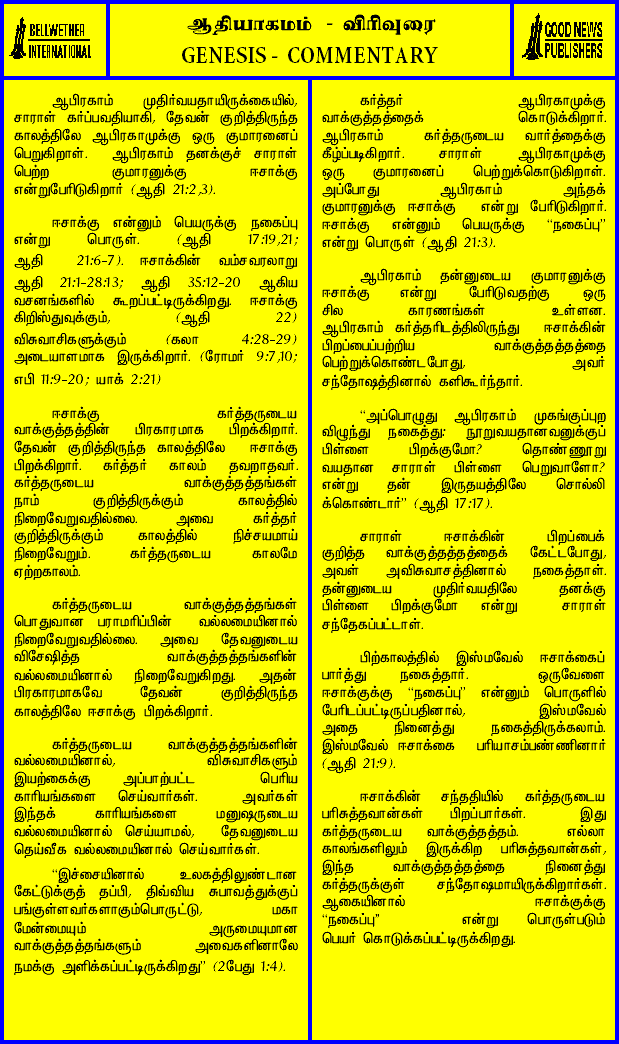 BELLWETHER
INTERNATIONAL
ஆதியாகமம் - விரிவுரை
GENESIS - COMMENTARY
GOOD NEWS
PUBLISHERS
ஆபிரகாம் முதிர்வயதாயிருக்கையில்,
சாராள் கர்ப்பவதியாகி, தேவன் குறித்திருந்த
காலத்திலே ஆபிரகாமுக்கு ஒரு குமாரனைப்
பெறுகிறாள். ஆபிரகாம் தனக்குச் சாராள்
பெற்ற குமாரனுக்கு ஈசாக்கு
என்றுபேரிடுகிறார் (ஆதி 21:2,3).
ஈசாக்கு என்னும் பெயருக்கு நகைப்பு
என்று பொருள். (ஆதி 17:19,21;
ஆதி 21:6-7). ஈசாக்கின் வம்சவரலாறு
ஆதி 21:1-28:13; ஆதி 35:12-20 ஆகிய
வசனங்களில் கூறப்பட்டிருக்கிறது. ஈசாக்கு
கிறிஸ்துவுக்கும், (ஆதி 22)
விசுவாசிகளுக்கும் (கலா 4:28-29)
அடையாளமாக இருக்கிறார். (ரோமர் 9:7,10;
எபி 11:9-20; யாக் 2:21)
ஈசாக்கு கர்த்தருடைய
வாக்குத்தத்தின் பிரகாரமாக பிறக்கிறார்.
தேவன் குறித்திருந்த காலத்திலே ஈசாக்கு
பிறக்கிறார். கர்த்தர் காலம் தவறாதவர்.
கர்த்தருடைய வாக்குத்தத்தங்கள்
நாம் குறித்திருக்கும் காலத்தில்
நிறைவேறுவதில்லை. அவை கர்த்தர்
குறித்திருக்கும் காலத்தில் நிச்சயமாய்
நிறைவேறும். கர்த்தருடைய காலமே
ஏற்றகாலம்.
கர்த்தருடைய வாக்குத்தத்தங்கள்
பொதுவான பராமரிப்பின் வல்லமையினால்
நிறைவேறுவதில்லை. அவை தேவனுடைய
விசேஷித்த வாக்குத்தத்தங்களின்
வல்லமையினால் நிறைவேறுகிறது. அதன்
பிரகாரமாகவே தேவன் குறித்திருந்த
காலத்திலே ஈசாக்கு பிறக்கிறார்.
கர்த்தருடைய வாக்குத்தத்தங்களின்
வல்லமையினால், விசுவாசிகளும்
இயற்கைக்கு அப்பாற்பட்ட பெரிய
காரியங்களை செய்வார்கள். அவர்கள்
இந்தக் காரியங்களை மனுஷருடைய
வல்லமையினால் செய்யாமல், தேவனுடைய
தெய்வீக வல்லமையினால் செய்வார்கள்.
“இச்சையினால் உலகத்திலுண்டான
கேட்டுக்குத் தப்பி, திவ்விய சுபாவத்துக்குப்
பங்குள்ளவர்களாகும்பொருட்டு, மகா
மேன்மையும் அருமையுமான
வாக்குத்தத்தங்களும் அவைகளினாலே
நமக்கு அளிக்கப்பட்டிருக்கிறது” (2பேது 1:4).
கர்த்தர் ஆபிரகாமுக்கு
வாக்குத்தத்தைக் கொடுக்கிறார்.
ஆபிரகாம் கர்த்தருடைய வார்த்தைக்கு
கீழ்ப்படிகிறார். சாராள் ஆபிரகாமுக்கு
ஒரு குமாரனைப் பெற்றுக்கொடுகிறாள்.
அப்போது ஆபிரகாம் அந்தக்
குமாரனுக்கு ஈசாக்கு என்று பேரிடுகிறார்.
ஈசாக்கு என்னும் பெயருக்கு “நகைப்பு”
என்று பொருள் (ஆதி 21:3).
ஆபிரகாம் தன்னுடைய குமாரனுக்கு
ஈசாக்கு என்று பேரிடுவதற்கு ஒரு
சில காரணங்கள் உள்ளன.
ஆபிரகாம் கர்த்தரிடத்திலிருந்து ஈசாக்கின்
பிறப்பைப்பற்றிய வாக்குத்தத்தத்தை
பெற்றுக்கொண்டபோது, அவர்
சந்தோஷத்தினால் களிகூர்ந்தார்.
“அப்பொழுது ஆபிரகாம் முகங்குப்புற
விழுந்து நகைத்து: நூறுவயதானவனுக்குப்
பிள்ளை பிறக்குமோ? தொண்ணூறு
வயதான சாராள் பிள்ளை பெறுவாளோ?
என்று தன் இருதயத்திலே சொல்லி
க்கொண்டார்” (ஆதி 17:17).
சாராள் ஈசாக்கின் பிறப்பைக்
குறித்த வாக்குத்தத்தத்தைக் கேட்டபோது,
அவள் அவிசுவாசத்தினால் நகைத்தாள்.
தன்னுடைய முதிர்வயதிலே தனக்கு
பிள்ளை பிறக்குமோ என்று சாராள்
சந்தேகப்பட்டாள்.
பிற்காலத்தில் இஸ்மவேல் ஈசாக்கைப்
பார்த்து நகைத்தார். ஒருவேளை
ஈசாக்குக்கு “நகைப்பு” என்னும் பொருளில்
பேரிடப்பட்டிருப்பதினால், இஸ்மவேல்
அதை நினைத்து நகைத்திருக்கலாம்.
இஸ்மவேல் ஈசாக்கை பரியாசம்பண்ணினார்
(ஆதி 21:9).
ஈசாக்கின் சந்ததியில் கர்த்தருடைய
பரிசுத்தவான்கள் பிறப்பார்கள். இது
கர்த்தருடைய வாக்குத்தத்தம். எல்லா
காலங்களிலும் இருக்கிற பரிசுத்தவான்கள்,
இந்த வாக்குத்தத்தத்தை நினைத்து
கர்த்தருக்குள் சந்தோஷமாயிருக்கிறார்கள்.
ஆகையினால் ஈசாக்குக்கு
“நகைப்பு” என்று பொருள்படும்
பெயர் கொடுக்கப்பட்டிருக்கிறது.